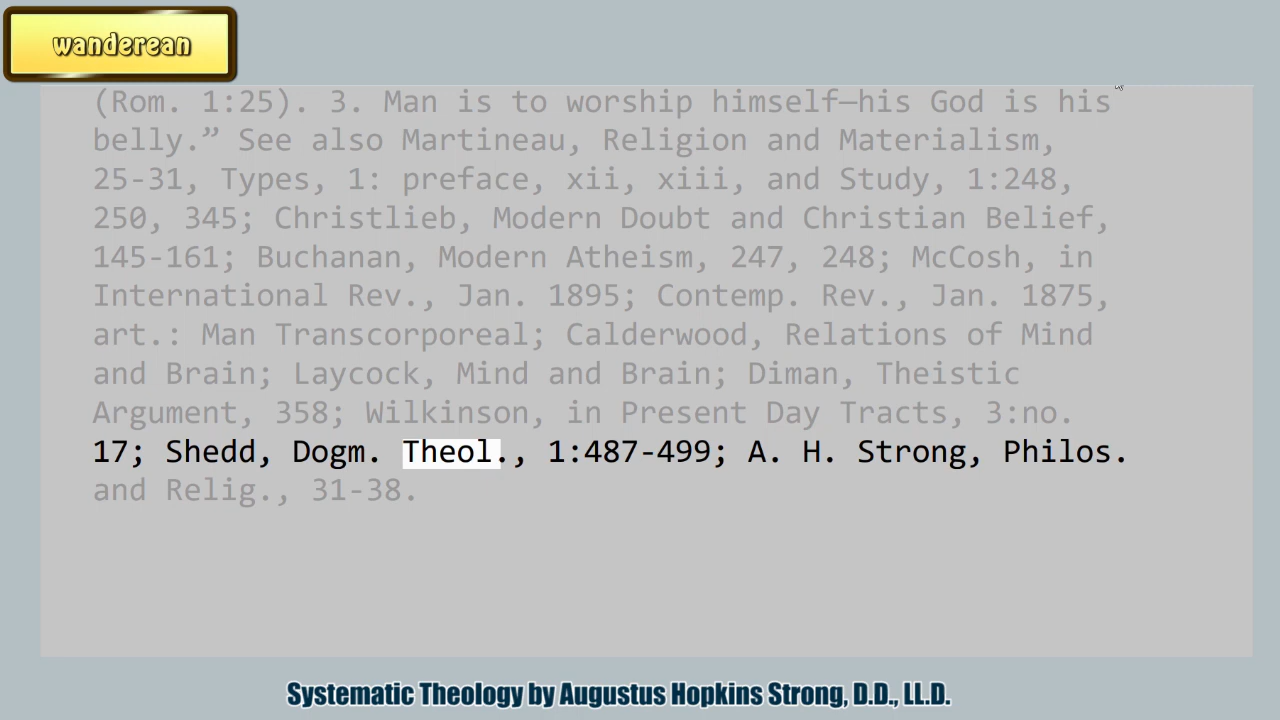 wanderean
(Rom. 1:25). 3. Man is to worship himself—his God is his
belly.” See also Martineau, Religion and Materialism,
25-31, Types, 1: preface, xii, xiii, and Study, 1:248,
250, 345; Christlieb, Modern Doubt and Christian Belief,
145-161; Buchanan, Modern Atheism, 247, 248; McCosh, in
International Rev., Jan. 1895; Contemp. Rev., Jan. 1875,
art.: Man Transcorporeal; Calderwood, Relations of Mind
and Brain; Laycock, Mind and Brain; Diman, Theistic
Argument, 358; Wilkinson, in Present Day Tracts, 3:no.
17; Shedd, Dogm. Theol., 1:487-499; A. H. Strong, Philos.
and Relig., 31-38.
Systematic Theology by Augustus Hopkins Strong, D.D., LL.D.